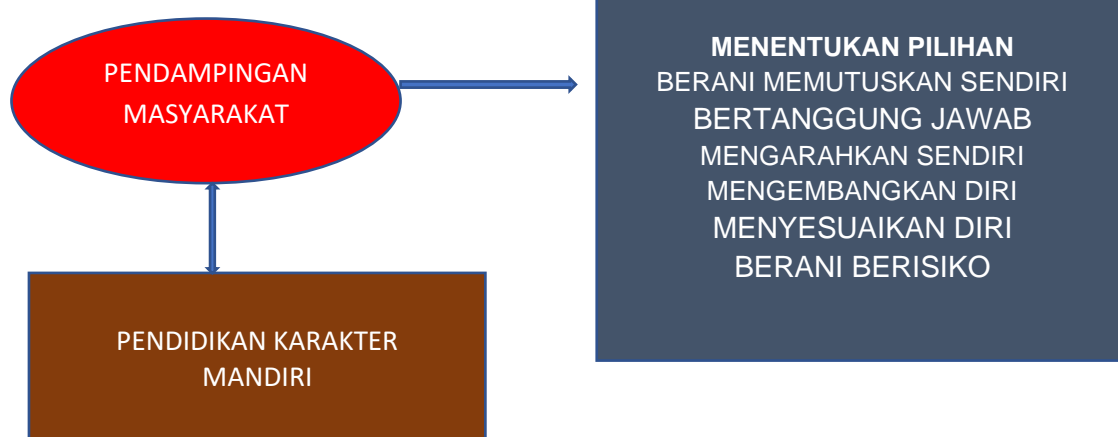 PENDAMPINGAN
MASYARAKAT
MENENTUKAN PILIHAN
BERANI MEMUTUSKAN SENDIRI
BERTANGGUNG JAWAB
MENGARAHKAN SENDIRI
MENGEMBANGKAN DIRI
MENYESUAIKAN DIRI
BERANI BERISIKO
PENDIDIKAN KARAKTER
MANDIRI